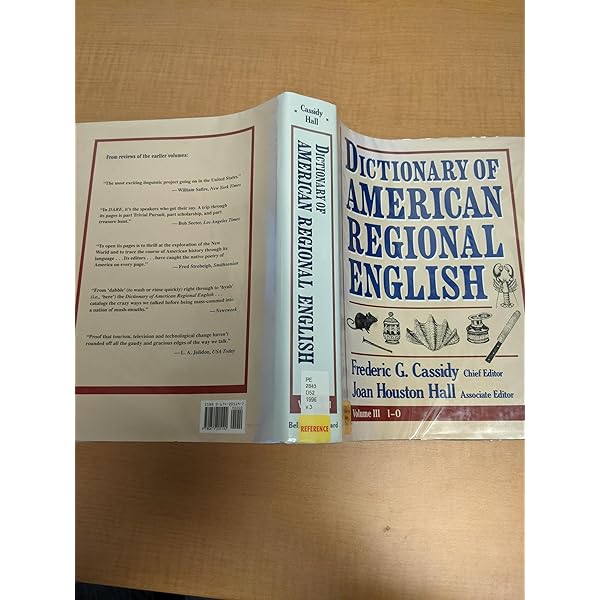 From reviews of the earlier volumes:
"The most exciting linguistic project going on in the United States"
— William Safire, New York Times
"In DARE, it's the speakers who get their say. A trip through
its pages is part Trivial Pursuit, part scholarship, and part
treasure hunt."
— Bob Sector, Los Angeles Times
"To open its pages is to thrill at the exploration of the New
World and to trace the course of American history through its
language . . . Its editors . . . have caught the native poetry of
America on every page."
— Fred Strebeigh, Smithsonian
"From 'dabble' (to wash or rinse quickly) right through to 'hyuh'
(i.e., 'here') the Dictionary of American Regional English . . .
catalogs the crazy ways we talked before being mass-commed into
a nation of mush-mouths."
— Newsweek
"Proof that tourism, television and technological change haven't
rounded off all the gaudy and gracious edges of the way we talk."
— L. A. Jolidon, USA Today
Cassidy
Hall
DICTIONARY OF
AMERICAN REGIONAL ENGLISH
PE
2843
D52
1996
v.3
REFERENCE
DICTIONARY OF
AMERICAN
REGIONAL
ENGLISH
Frederic G. Cassidy Chief Editor
Joan Houston Hall Associate Editor
Volume III I–O